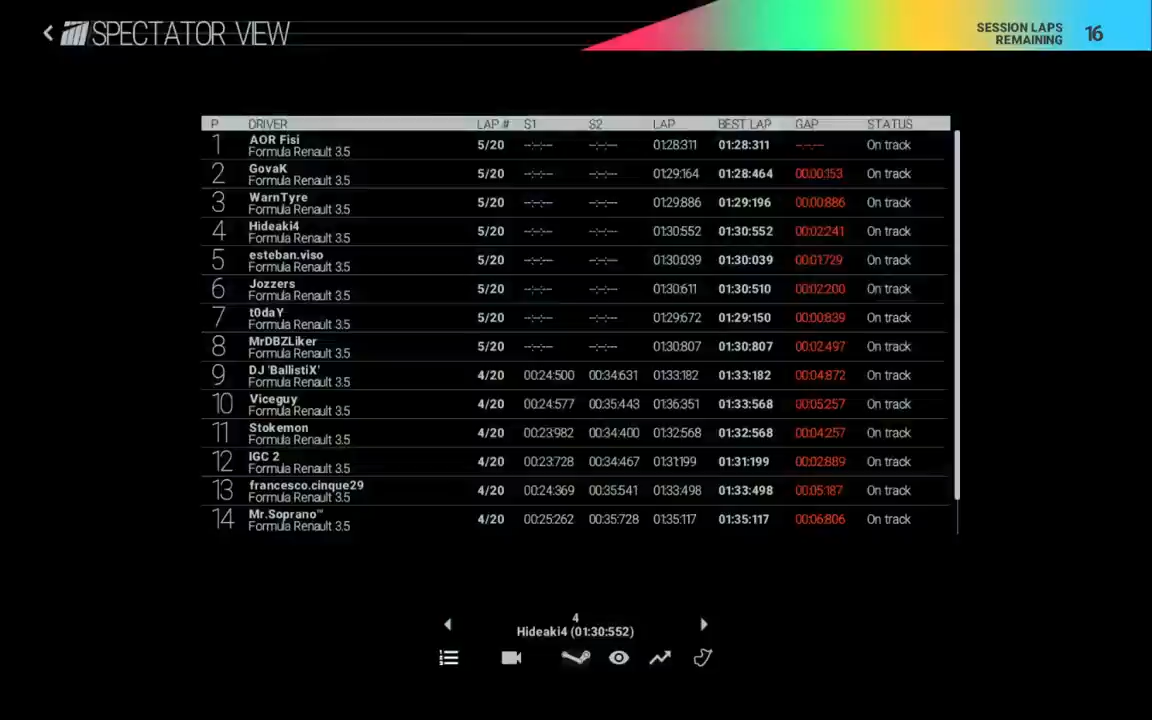 SPECTATOR VIEW
SESSION LAPS
REMAINING 16
P DRIVER LAP # S1 S2 LAP BEST LAP GAP STATUS
1 AOR Fisi 5/20 --:--:--- --:--:--- 01:28:311 01:28:311 --:--:--- On track
Formula Renault 3.5
2 GovaK 5/20 --:--:--- --:--:--- 01:29:164 01:28:464 00:00:153 On track
Formula Renault 3.5
3 WarnTyre 5/20 --:--:--- --:--:--- 01:29:886 01:29:196 00:00:886 On track
Formula Renault 3.5
4 Hideaki4 5/20 --:--:--- --:--:--- 01:30:552 01:30:552 00:02:241 On track
Formula Renault 3.5
5 esteban.viso 5/20 --:--:--- --:--:--- 01:30:039 01:30:039 00:01:729 On track
Formula Renault 3.5
6 Jozzers 5/20 --:--:--- --:--:--- 01:30:611 01:30:510 00:02:200 On track
Formula Renault 3.5
7 t0daY 5/20 --:--:--- --:--:--- 01:29:672 01:29:150 00:00:839 On track
Formula Renault 3.5
8 MrDBZLiker 5/20 --:--:--- --:--:--- 01:30:807 01:30:807 00:02:497 On track
Formula Renault 3.5
9 DJ 'BallistiX' 4/20 00:24:500 00:34:631 01:33:182 01:33:182 00:04:872 On track
Formula Renault 3.5
10 Viceguy 4/20 00:24:577 00:35:443 01:36:351 01:33:568 00:05:257 On track
Formula Renault 3.5
11 Stokemon 4/20 00:23:982 00:34:400 01:32:568 01:32:568 00:04:257 On track
Formula Renault 3.5
12 IGC 2 4/20 00:23:728 00:34:467 01:31:199 01:31:199 00:02:889 On track
Formula Renault 3.5
13 francesco.cinque29 4/20 00:24:369 00:35:541 01:33:498 01:33:498 00:05:187 On track
Formula Renault 3.5
14 Mr.Soprano™ 4/20 00:25:262 00:35:728 01:35:117 01:35:117 00:06:806 On track
Formula Renault 3.5
4
Hideaki4 (01:30:552)